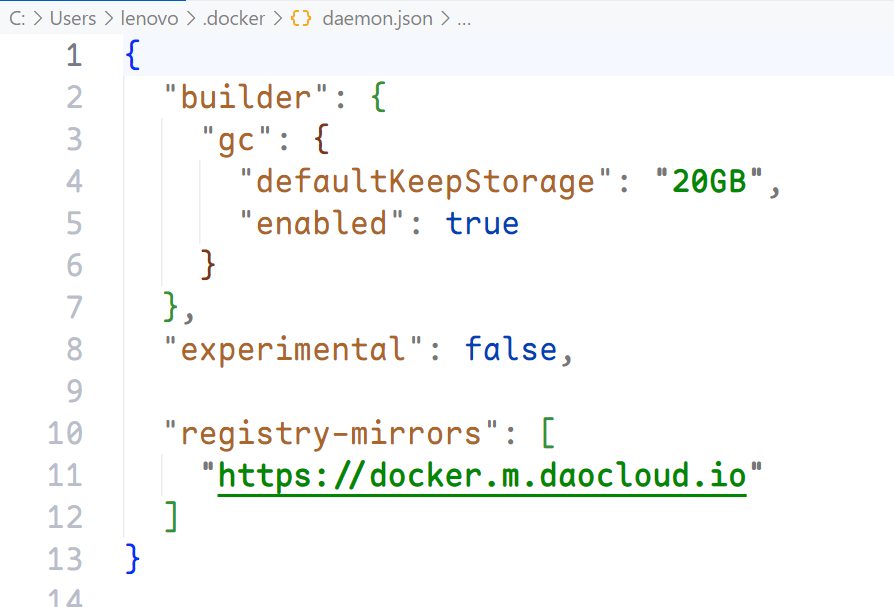 C: > Users > lenovo > .docker > {} daemon.json > ...
1 {
2 "builder": {
3 "gc": {
4 "defaultKeepStorage": "20GB",
5 "enabled": true
6 }
7 },
8 "experimental": false,
9
10 "registry-mirrors": [
11 "https://docker.m.daocloud.io"
12 ]
13 }
14